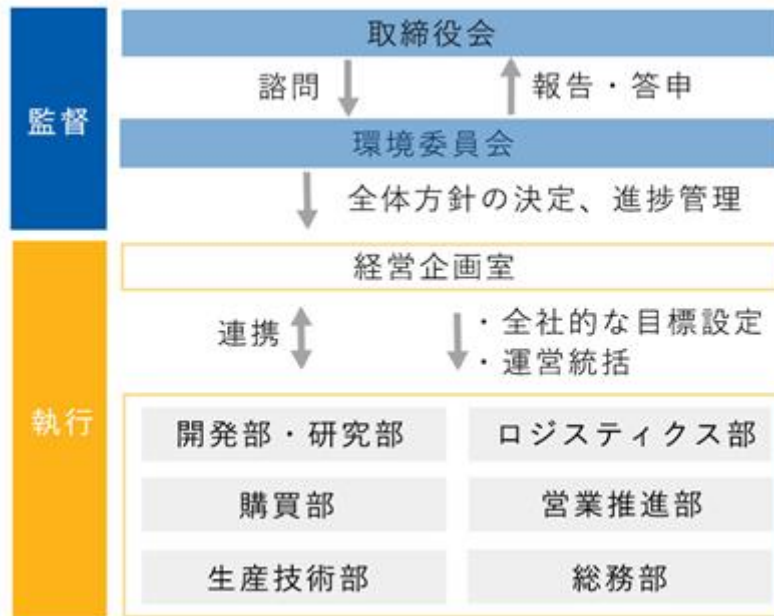 監督
取締役会
諮問
報告・答申
環境委員会
全体方針の決定、進捗管理
執行
経営企画室
連携
・全社的な目標設定
・運営統括
開発部・研究部
ロジスティクス部
購買部
営業推進部
生産技術部
総務部